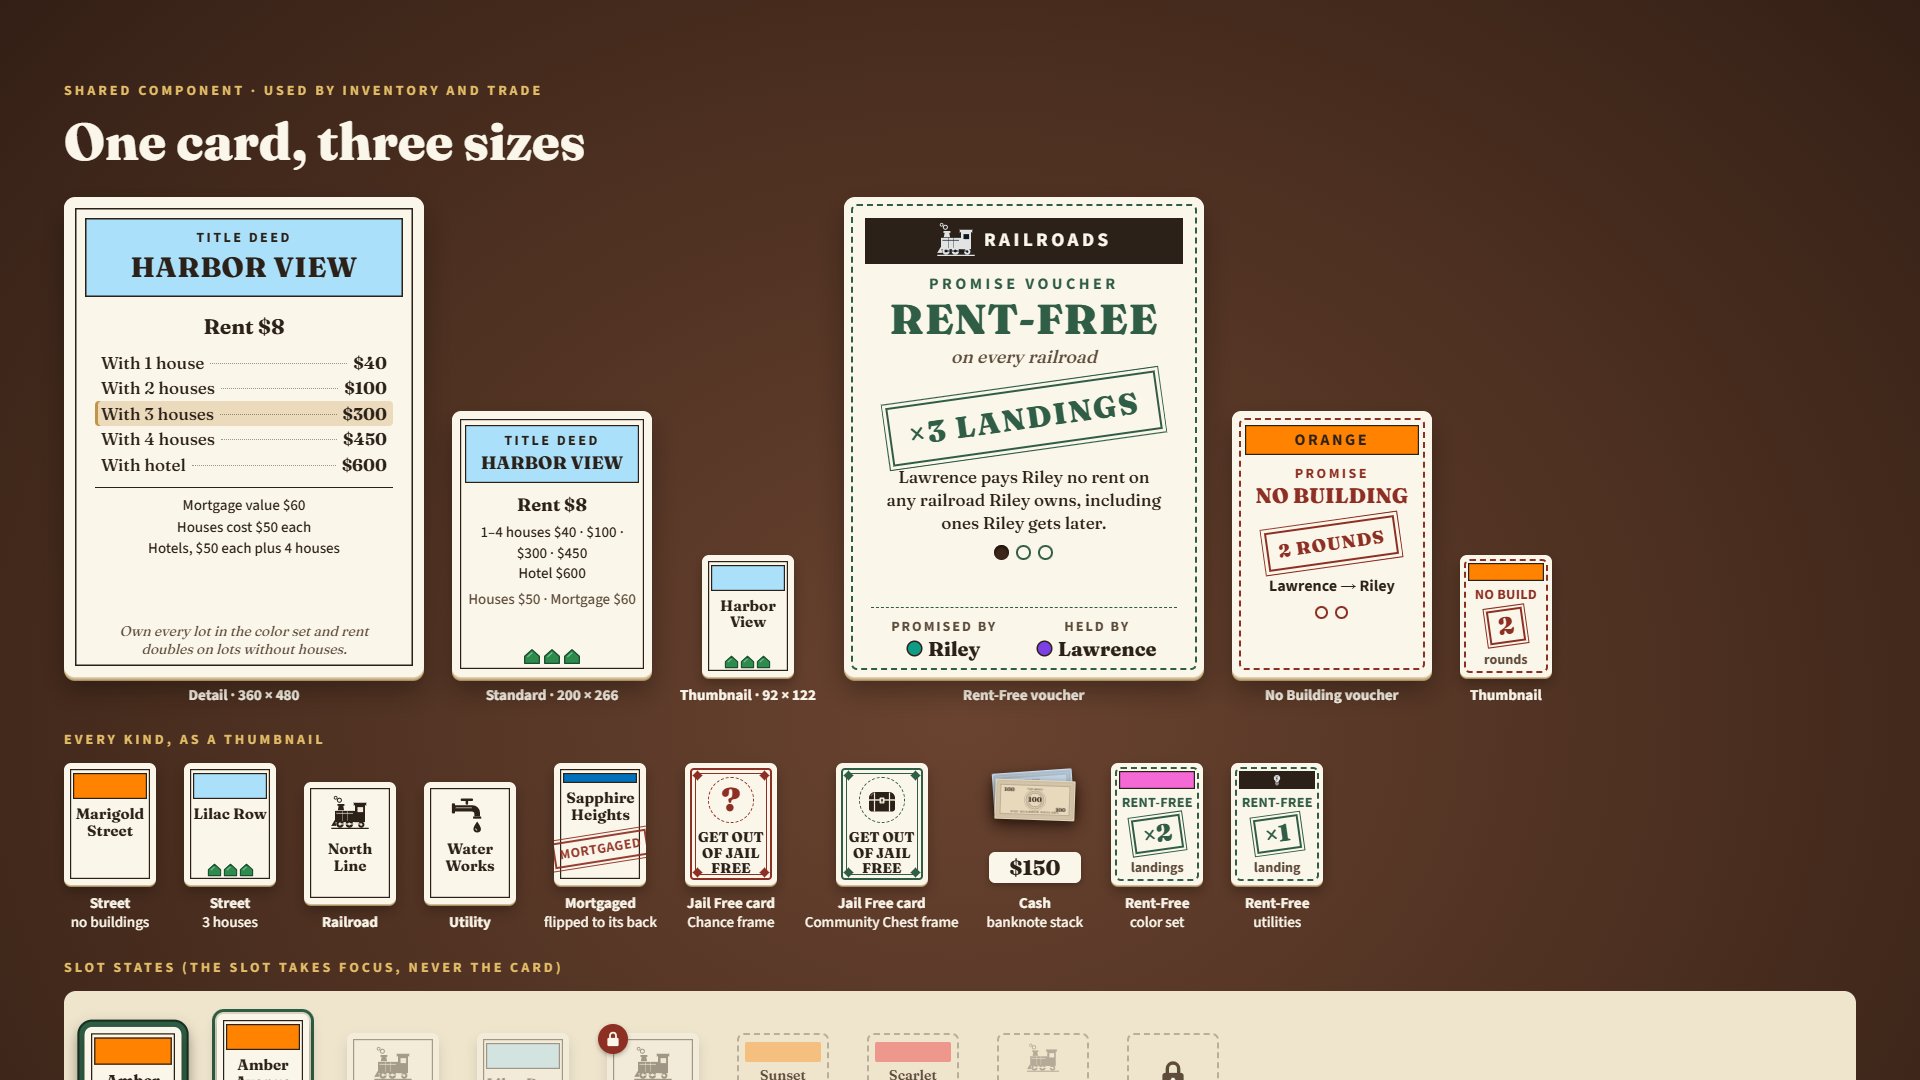 SHARED COMPONENT · USED BY INVENTORY AND TRADE
One card, three sizes
TITLE DEED
HARBOR VIEW
Rent $8
With 1 house $40
With 2 houses $100
With 3 houses $300
With 4 houses $450
With hotel $600
Mortgage value $60
Houses cost $50 each
Hotels, $50 each plus 4 houses
Own every lot in the color set and rent
doubles on lots without houses.
Detail · 360 × 480
TITLE DEED
HARBOR VIEW
Rent $8
1–4 houses $40 · $100 ·
$300 · $450
Hotel $600
Houses $50 · Mortgage $60
Standard · 200 × 266
Harbor
View
Thumbnail · 92 × 122
RAILROADS
PROMISE VOUCHER
RENT-FREE
on every railroad
×3 LANDINGS
Lawrence pays Riley no rent on
any railroad Riley owns, including
ones Riley gets later.
PROMISED BY
Riley
HELD BY
Lawrence
Rent-Free voucher
ORANGE
PROMISE
NO BUILDING
2 ROUNDS
Lawrence → Riley
No Building voucher
NO BUILD
2
rounds
Thumbnail
EVERY KIND, AS A THUMBNAIL
Marigold
Street
Street
no buildings
Lilac Row
Street
3 houses
North
Line
Railroad
Water
Works
Utility
Sapphire
Heights
MORTGAGED
Mortgaged
flipped to its back
?
GET OUT
OF JAIL
FREE
Jail Free card
Chance frame
GET OUT
OF JAIL
FREE
Jail Free card
Community Chest frame
100
100
100
$150
Cash
banknote stack
RENT-FREE
×2
landings
Rent-Free
color set
RENT-FREE
×1
landing
Rent-Free
utilities
SLOT STATES (THE SLOT TAKES FOCUS, NEVER THE CARD)
Amber
Amber
Sunset
Scarlet